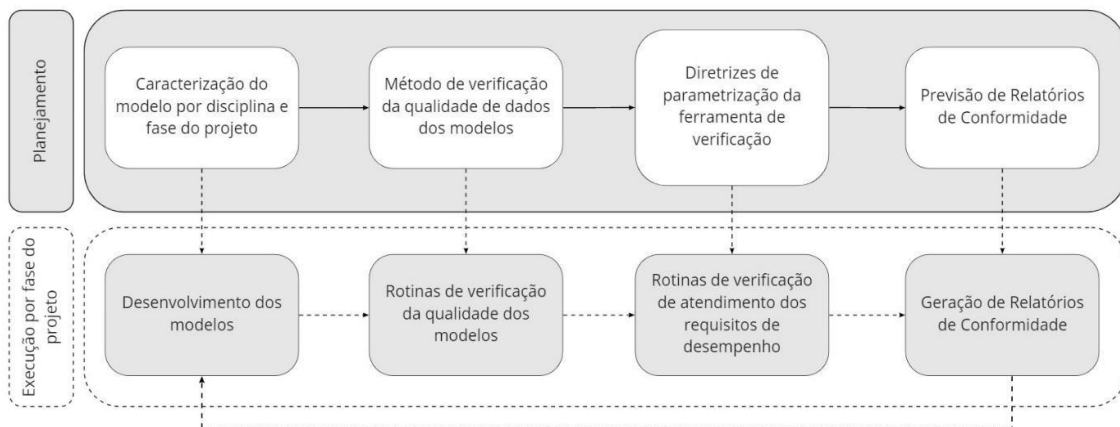 Planejamento
Caracterização do
modelo por disciplina e
fase do projeto
Método de verificação
da qualidade de dados
dos modelos
Diretrizes de
parametrização da
ferramenta de
verificação
Previsão de Relatórios
de Conformidade
Execução por fase do
projeto
Desenvolvimento dos
modelos
Rotinas de verificação
da qualidade dos
modelos
Rotinas de verificação
de atendimento dos
requisitos de
desempenho
Geração de Relatórios
de Conformidade